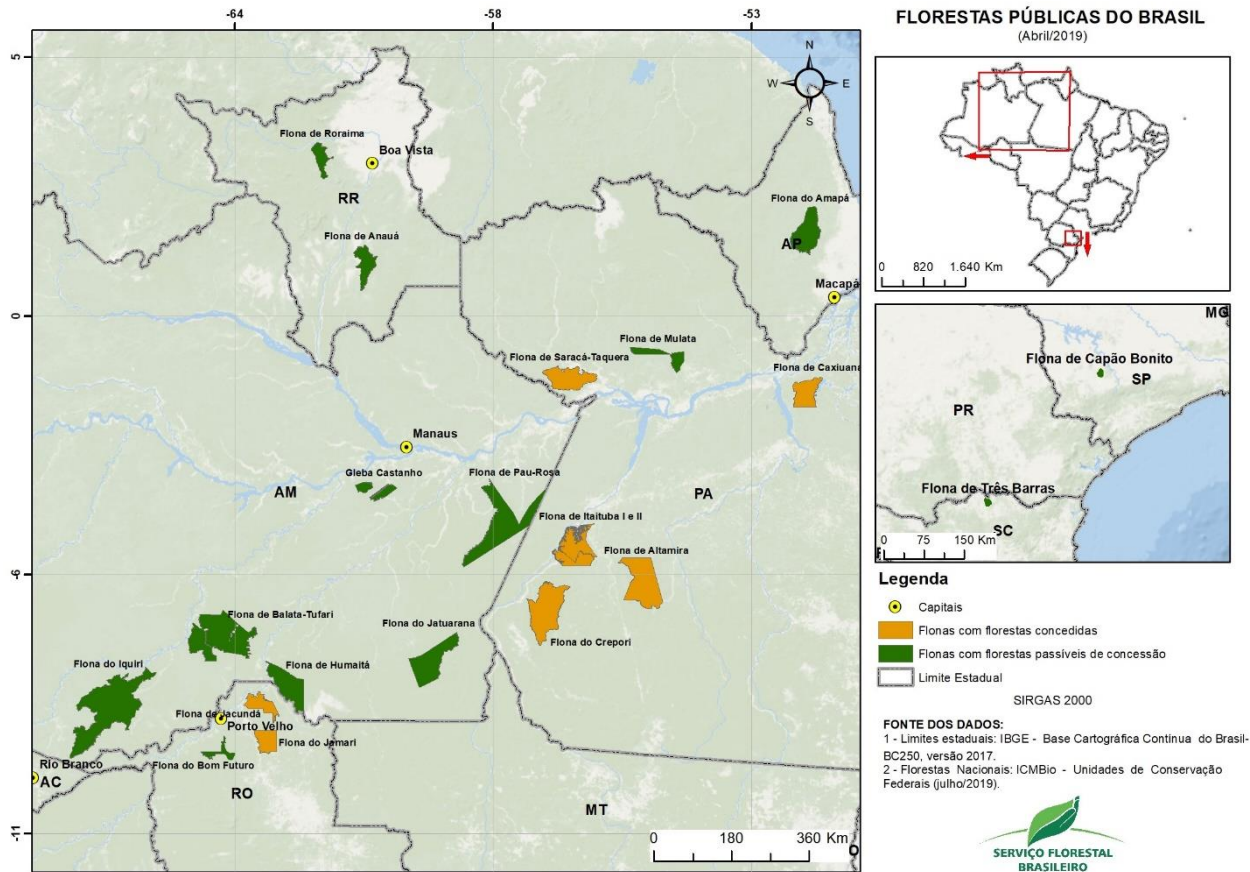 -64
-58
-53
5
0
-6
-11
N
W
E
S
Flona de Roraima
Boa Vista
RR
Flona de Anauá
Flona do Amapá
AP
Macapá
Flona de Mulata
Flona de Saracá-Taquera
Flona de Caxiuana
Manaus
Gleba Castanho
Flona de Pau-Rosa
AM
PA
Flona de Itaituba I e II
Flona de Altamira
Flona do Crepori
Flona de Balata-Tufari
Flona do Jatuarana
Flona do Iquiri
Flona de Humaitá
Flona de Jacundá
Porto Velho
Flona do Jamari
Flona do Bom Futuro
Rio Branco
AC
RO
MT
0 180 360 Km
FLORESTAS PÚBLICAS DO BRASIL
(Abril/2019)
0 820 1.640 Km
MG
Flona de Capão Bonito
SP
PR
Flona de Três Barras
SC
0 75 150 Km
Legenda
Capitais
Flonas com florestas concedidas
Flonas com florestas passíveis de concessão
Limite Estadual
SIRGAS 2000
FONTE DOS DADOS:
1 - Limites estaduais: IBGE - Base Cartográfica Contínua do Brasil-
BC250, versão 2017.
2 - Florestas Nacionais: ICMBio - Unidades de Conservação
Federais (julho/2019).
SERVIÇO FLORESTAL
BRASILEIRO